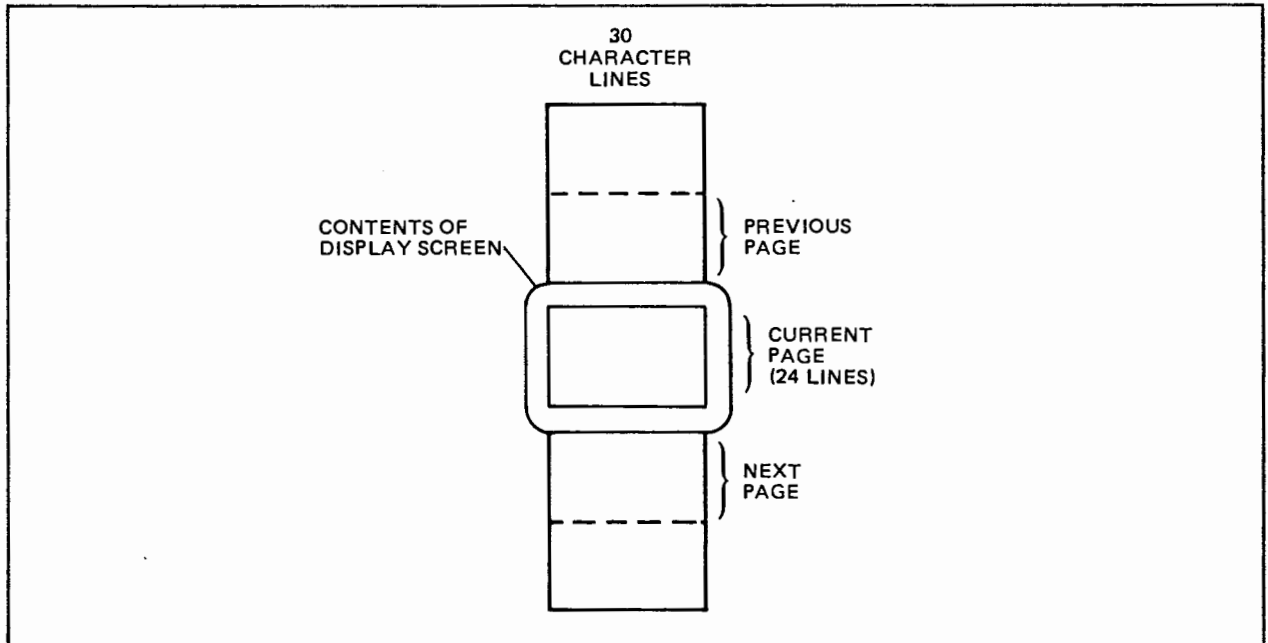 30
CHARACTER
LINES
CONTENTS OF
DISPLAY SCREEN
PREVIOUS
PAGE
CURRENT
PAGE
(24 LINES)
NEXT
PAGE